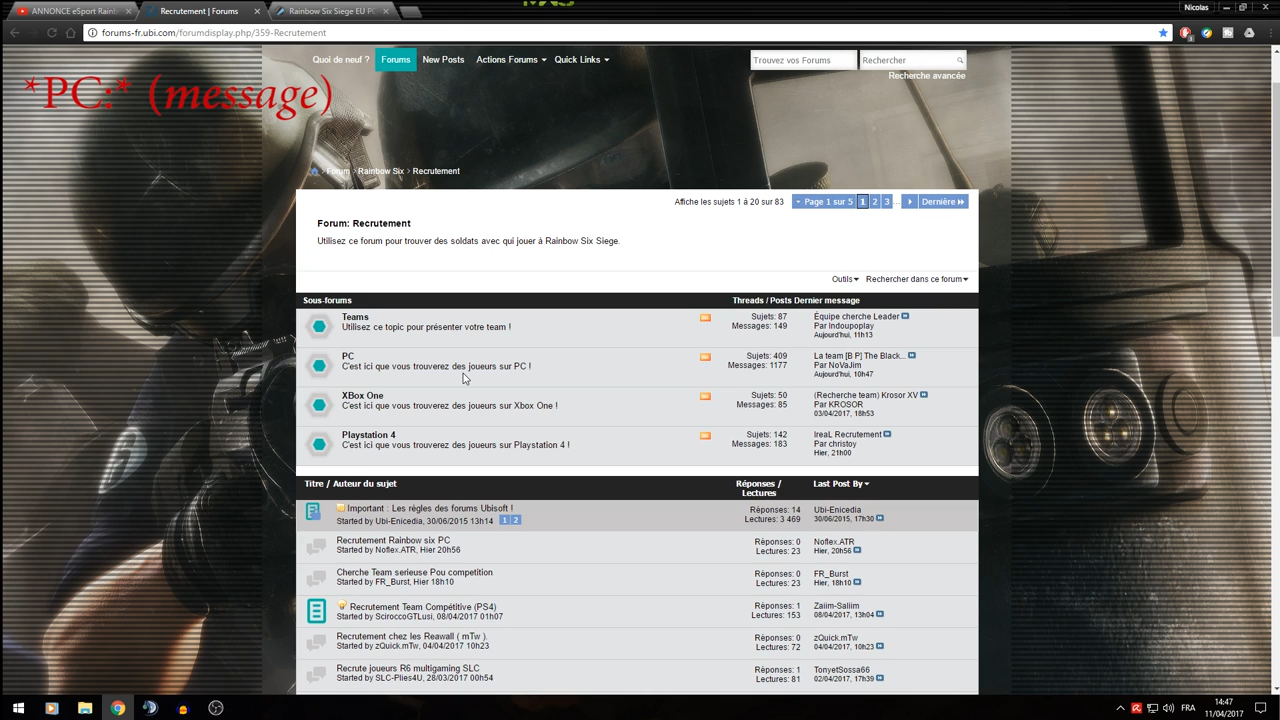 ANNONCE eSport Rainb
Recrutement | Forums
Rainbow Six Siege EU PC
Nicolas
forums-fr.ubi.com/forumdisplay.php/359-Recrutement
Quoi de neuf ?
Forums
New Posts
Actions Forums
Quick Links
Trouvez vos Forums
Rechercher
Recherche avancée
*PC:* (message)
Forum > Rainbow Six > Recrutement
Affiche les sujets 1 à 20 sur 83
Page 1 sur 5 1 2 3 ... Dernière
Forum: Recrutement
Utilisez ce forum pour trouver des soldats avec qui jouer à Rainbow Six Siege.
Outils Rechercher dans ce forum
Sous-forums Threads / Posts Dernier message
Teams
Utilisez ce topic pour présenter votre team !
Sujets: 87
Messages: 149
Équipe cherche Leader
Par Indoupoplay
Aujourd'hui, 11h13
PC
C'est ici que vous trouverez des joueurs sur PC !
Sujets: 409
Messages: 1177
La team [B P] The Black...
Par NoVaJim
Aujourd'hui, 10h47
XBox One
C'est ici que vous trouverez des joueurs sur Xbox One !
Sujets: 50
Messages: 85
(Recherche team) Krosor XV
Par KROSOR
03/04/2017, 18h53
Playstation 4
C'est ici que vous trouverez des joueurs sur Playstation 4 !
Sujets: 142
Messages: 183
IreaL Recrutement
Par christoy
Hier, 21h00
Titre / Auteur du sujet
Réponses /
Lectures
Last Post By
Important : Les règles des forums Ubisoft !
Started by Ubi-Enicedia, 30/06/2015 13h14 1 2
Réponses: 14
Lectures: 3 469
Ubi-Enicedia
30/06/2015, 17h30
Recrutement Rainbow six PC
Started by Noflex.ATR, Hier 20h56
Réponses: 0
Lectures: 23
Noflex.ATR
Hier, 20h56
Cherche Team serieuse Pou competition
Started by FR_Burst, Hier 18h10
Réponses: 0
Lectures: 23
FR_Burst
Hier, 18h10
Recrutement Team Compétitive (PS4)
Started by SciroccoGTLusi, 08/04/2017 01h07
Réponses: 1
Lectures: 153
Zaiim-Saliim
08/04/2017, 13h04
Recrutement chez les Reawall ( mTw ).
Started by zQuick.mTw, 04/04/2017 10h23
Réponses: 0
Lectures: 72
zQuick.mTw
04/04/2017, 10h23
Recrute joueurs R6 multigaming SLC
Started by SLC-Plies4U, 28/03/2017 00h54
Réponses: 1
Lectures: 81
TonyetSossa66
02/04/2017, 17h39
FRA
14:47
11/04/2017